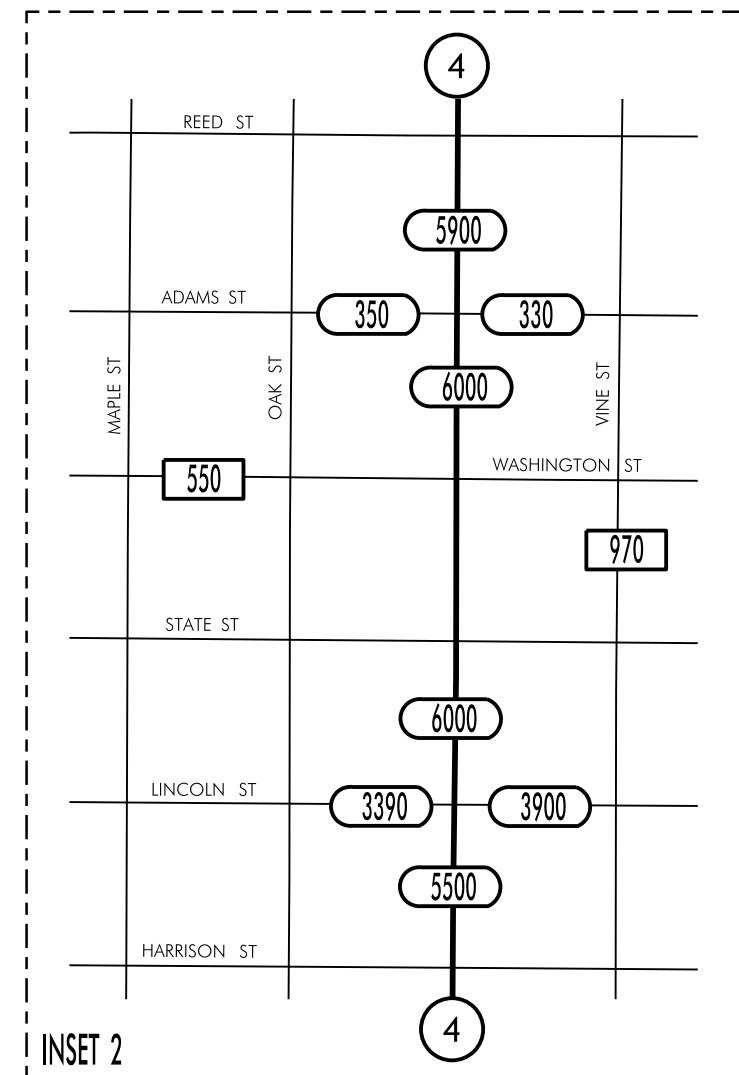 4
REED ST
5900
ADAMS ST
350
330
MAPLE ST
OAK ST
6000
VINE ST
WASHINGTON ST
550
970
STATE ST
6000
LINCOLN ST
3390
3900
5500
HARRISON ST
4
INSET 2